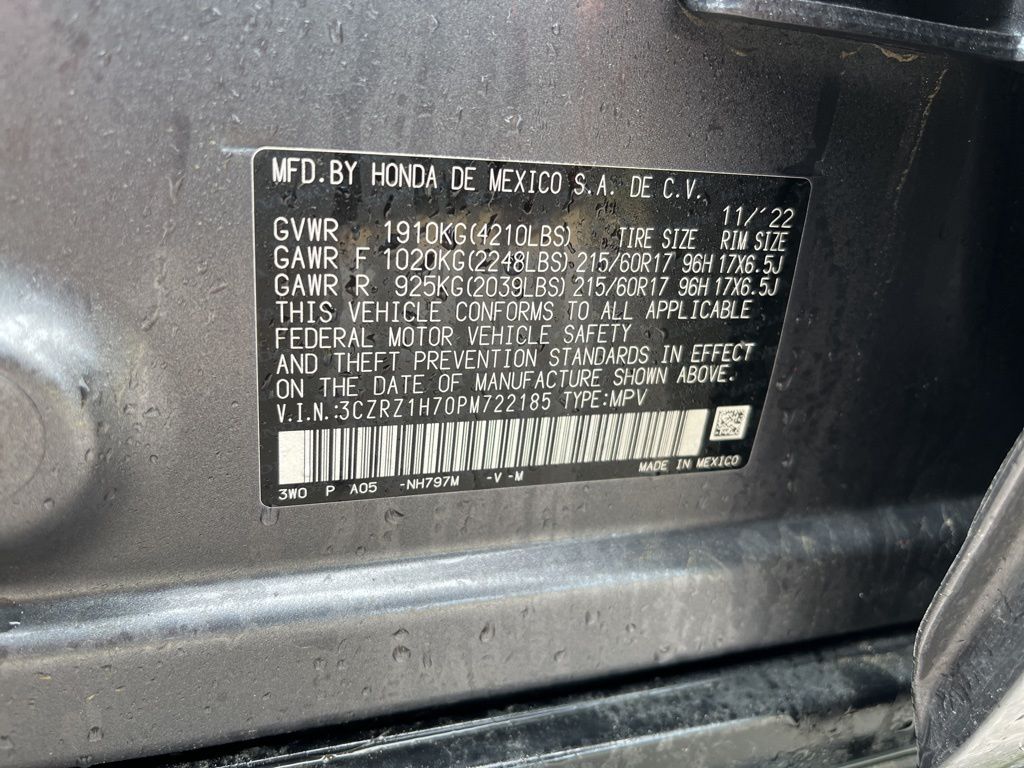 MFD.BY HONDA DE MEXICO S.A. DE C.V.
11/'22
GVWR 1910KG(4210LBS) TIRE SIZE RIM SIZE
GAWR F 1020KG(2248LBS) 215/60R17 96H 17X6.5J
GAWR R 925KG(2039LBS) 215/60R17 96H 17X6.5J
THIS VEHICLE CONFORMS TO ALL APPLICABLE
FEDERAL MOTOR VEHICLE SAFETY
AND THEFT PREVENTION STANDARDS IN EFFECT
ON THE DATE OF MANUFACTURE SHOWN ABOVE.
V.I.N.:3CZRZ1H70PM722185 TYPE:MPV
MADE IN MEXICO
3W0 P A05 -NH797M -V -M